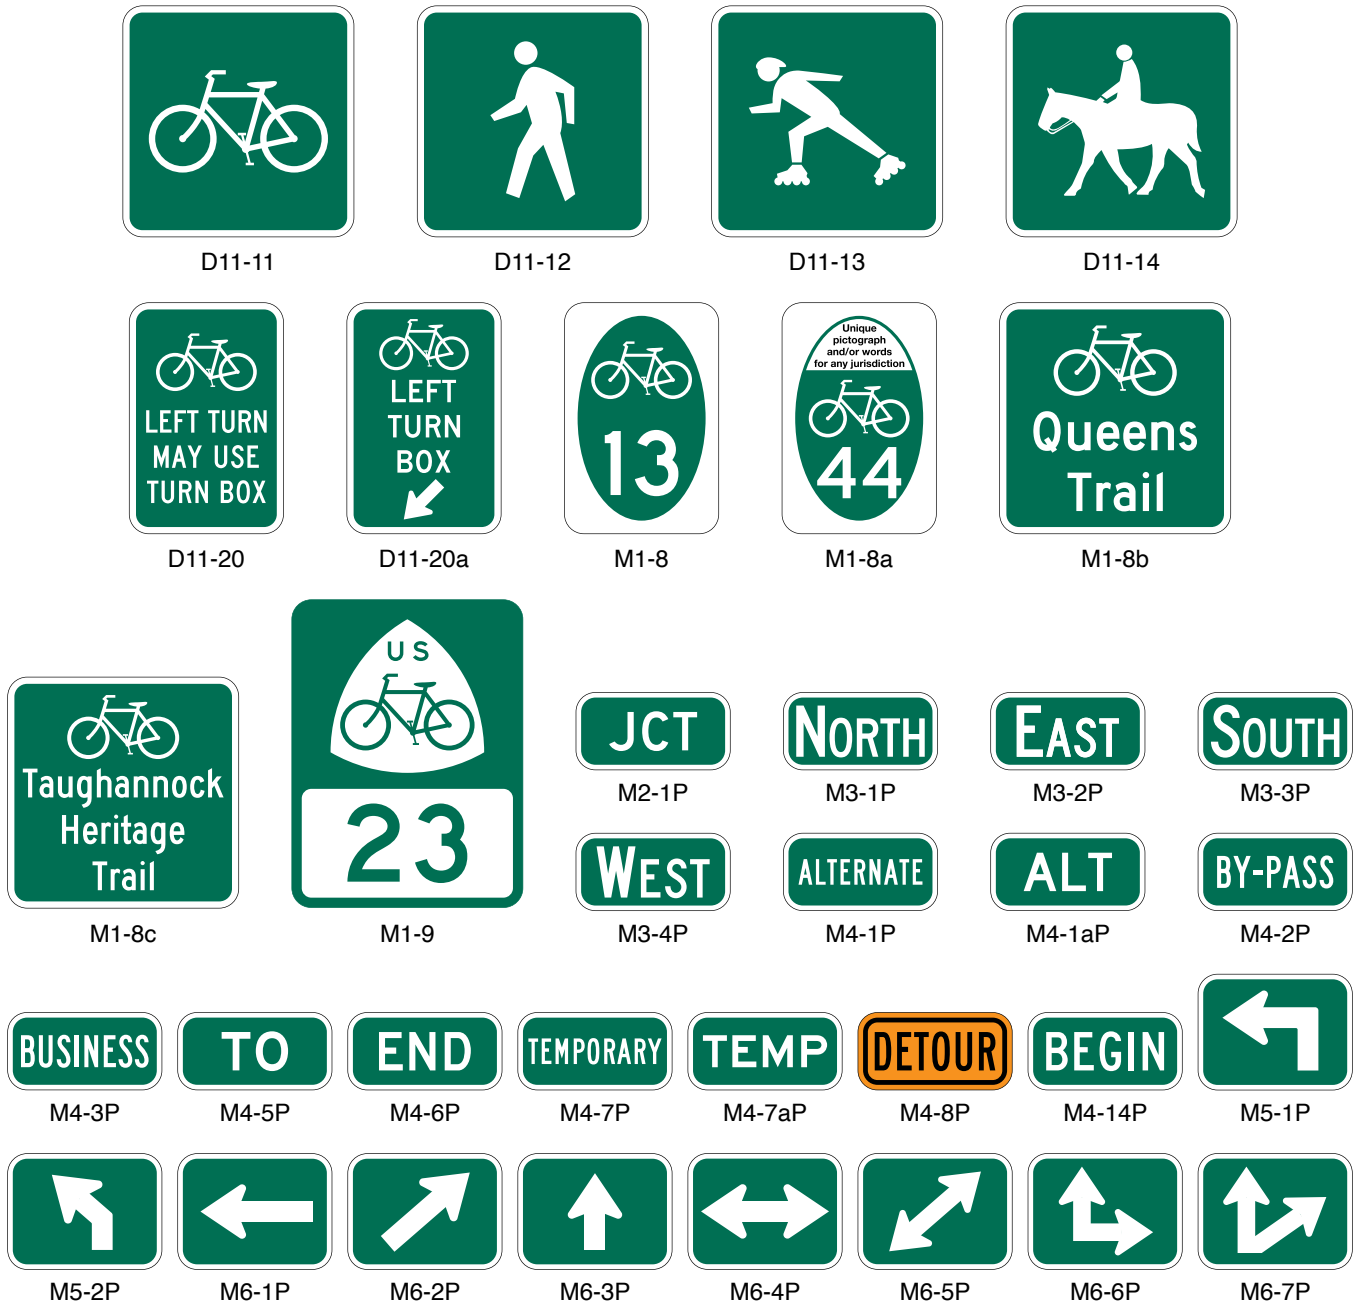 D11-11
D11-12
D11-13
D11-14
LEFT TURN
MAY USE
TURN BOX
D11-20
LEFT
TURN
BOX
D11-20a
13
M1-8
Unique
pictograph
and/or words
for any jurisdiction
44
M1-8a
Queens
Trail
M1-8b
Taughannock
Heritage
Trail
M1-8c
US
23
M1-9
JCT
M2-1P
NORTH
M3-1P
EAST
M3-2P
SOUTH
M3-3P
WEST
M3-4P
ALTERNATE
M4-1P
ALT
M4-1aP
BY-PASS
M4-2P
BUSINESS
M4-3P
TO
M4-5P
END
M4-6P
TEMPORARY
M4-7P
TEMP
M4-7aP
DETOUR
M4-8P
BEGIN
M4-14P
M5-1P
M5-2P
M6-1P
M6-2P
M6-3P
M6-4P
M6-5P
M6-6P
M6-7P